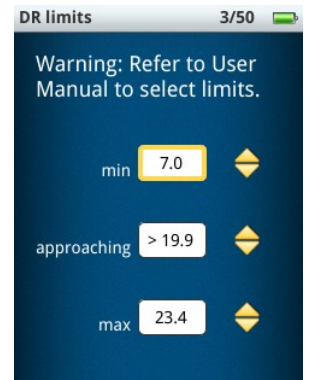 DR limits 3/50
Warning: Refer to User
Manual to select limits.
min 7.0
approaching > 19.9
max 23.4